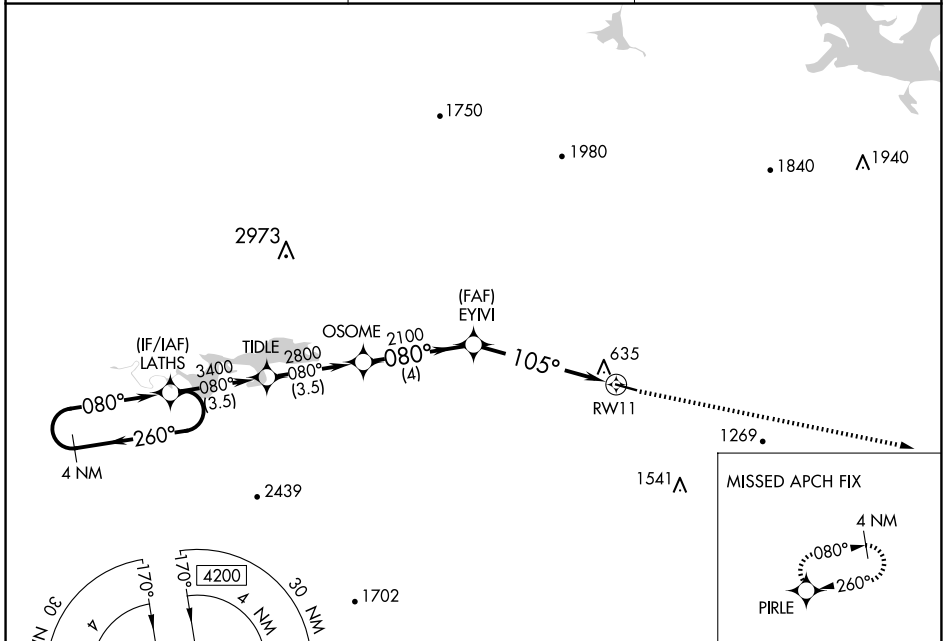 1750
1980
1840
1940
2973
(FAF)
EYIVI
(IF/IAF)
LATHS
TIDLE
OSOME
3400
080°
(3.5)
2800
080°
(3.5)
2100
080°
(4)
105°
635
RW11
080°
260°
4 NM
1269
1541
2439
MISSED APCH FIX
4 NM
080°
260°
PIRLE
170°
170°
4200
30 NM
4 NM
30 NM
4
1702